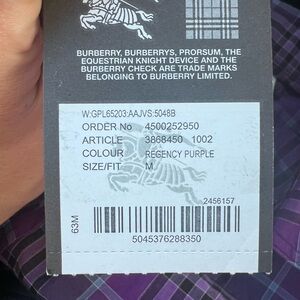 BURBERRY, BURBERRYS, PRORSUM, THE
EQUESTRIAN KNIGHT DEVICE AND THE
BURBERRY CHECK ARE TRADE MARKS
BELONGING TO BURBERRY LIMITED.
W:GPL65203:AAJVS:5048B
ORDER No 4500252950
ARTICLE 3868450 1002
COLOUR REGENCY PURPLE
SIZE/FIT M
2456157
63M
5045376288350